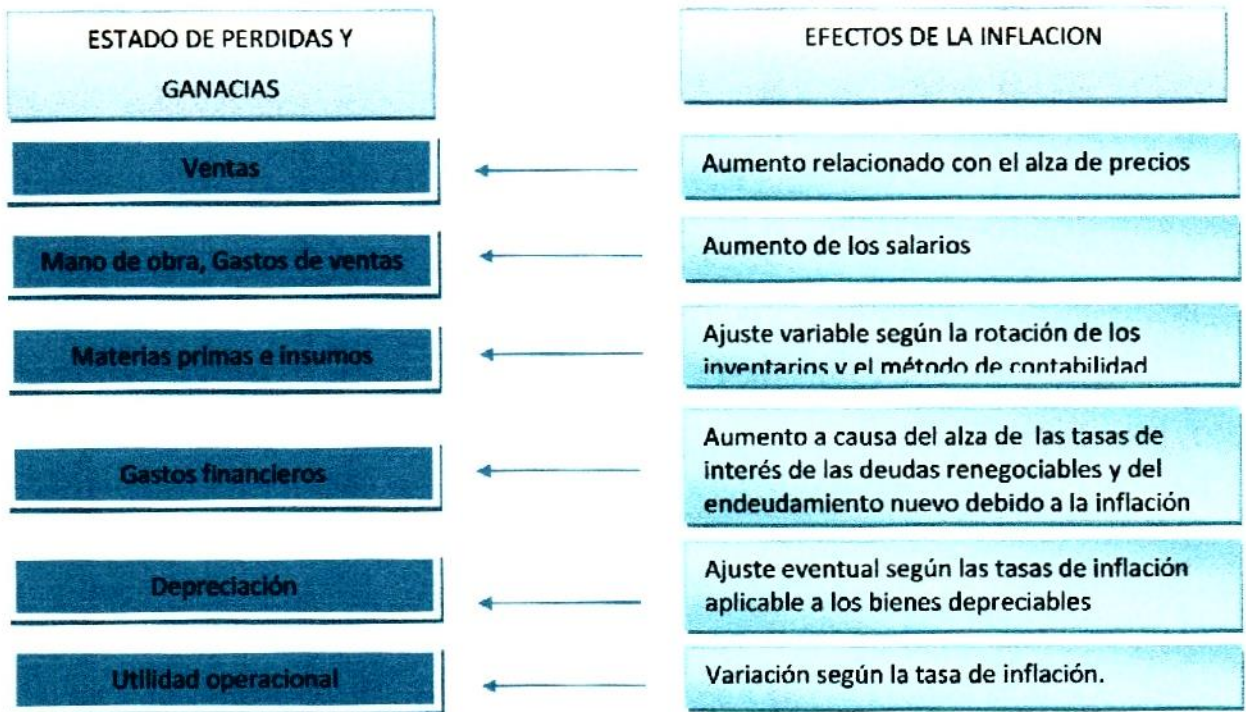 ESTADO DE PERDIDAS Y
GANACIAS
EFECTOS DE LA INFLACION
Ventas
Aumento relacionado con el alza de precios
Mano de obra, Gastos de ventas
Aumento de los salarios
Materias primas e insumos
Ajuste variable según la rotación de los
inventarios y el método de contabilidad
Gastos financieros
Aumento a causa del alza de las tasas de
interés de las deudas renegociables y del
endeudamiento nuevo debido a la inflación
Depreciación
Ajuste eventual según las tasas de inflación
aplicable a los bienes depreciables
Utilidad operacional
Variación según la tasa de inflación.